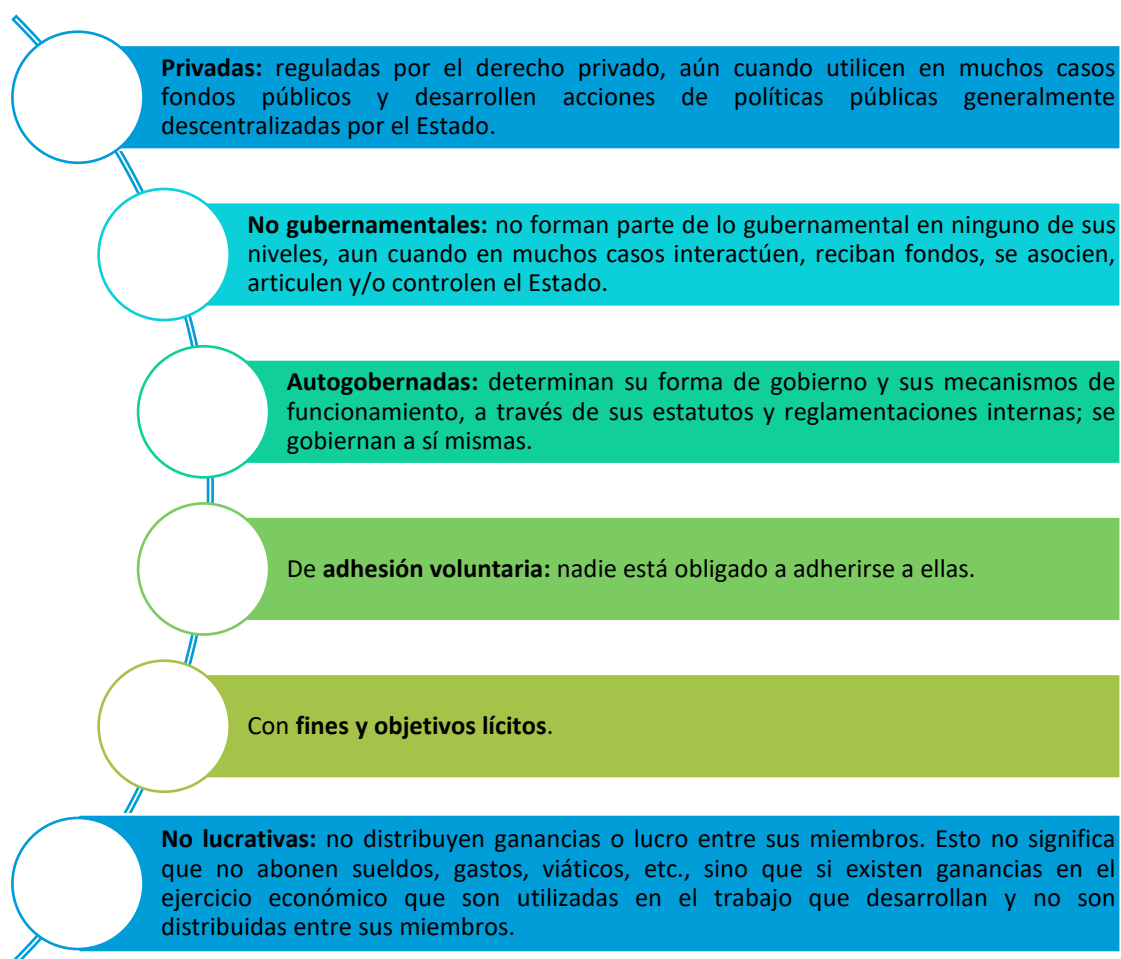 Privadas: reguladas por el derecho privado, aún cuando utilicen en muchos casos
fondos públicos y desarrollen acciones de políticas públicas generalmente
descentralizadas por el Estado.
No gubernamentales: no forman parte de lo gubernamental en ninguno de sus
niveles, aun cuando en muchos casos interactúen, reciban fondos, se asocien,
articulen y/o controlen el Estado.
Autogobernadas: determinan su forma de gobierno y sus mecanismos de
funcionamiento, a través de sus estatutos y reglamentaciones internas; se
gobiernan a sí mismas.
De adhesión voluntaria: nadie está obligado a adherirse a ellas.
Con fines y objetivos lícitos.
No lucrativas: no distribuyen ganancias o lucro entre sus miembros. Esto no significa
que no abonen sueldos, gastos, viáticos, etc., sino que si existen ganancias en el
ejercicio económico que son utilizadas en el trabajo que desarrollan y no son
distribuidas entre sus miembros.